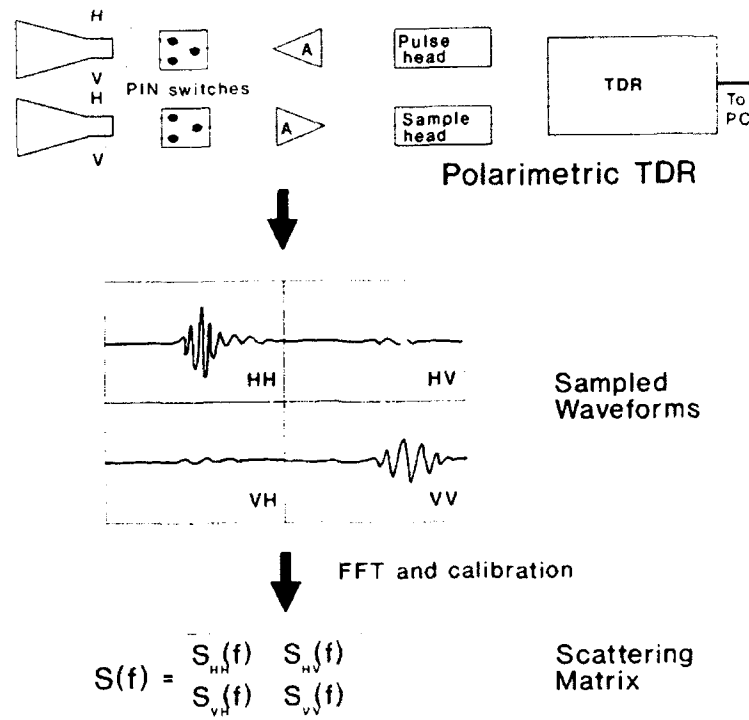 H
A
Pulse
head
V
PIN switches
TDR
H
To
PC
A
Sample
head
V
Polarimetric TDR
HH
HV
Sampled
Waveforms
VH
VV
FFT and calibration
S(f) =
S_HH(f) S_HV(f)
S_VH(f) S_VV(f)
Scattering
Matrix